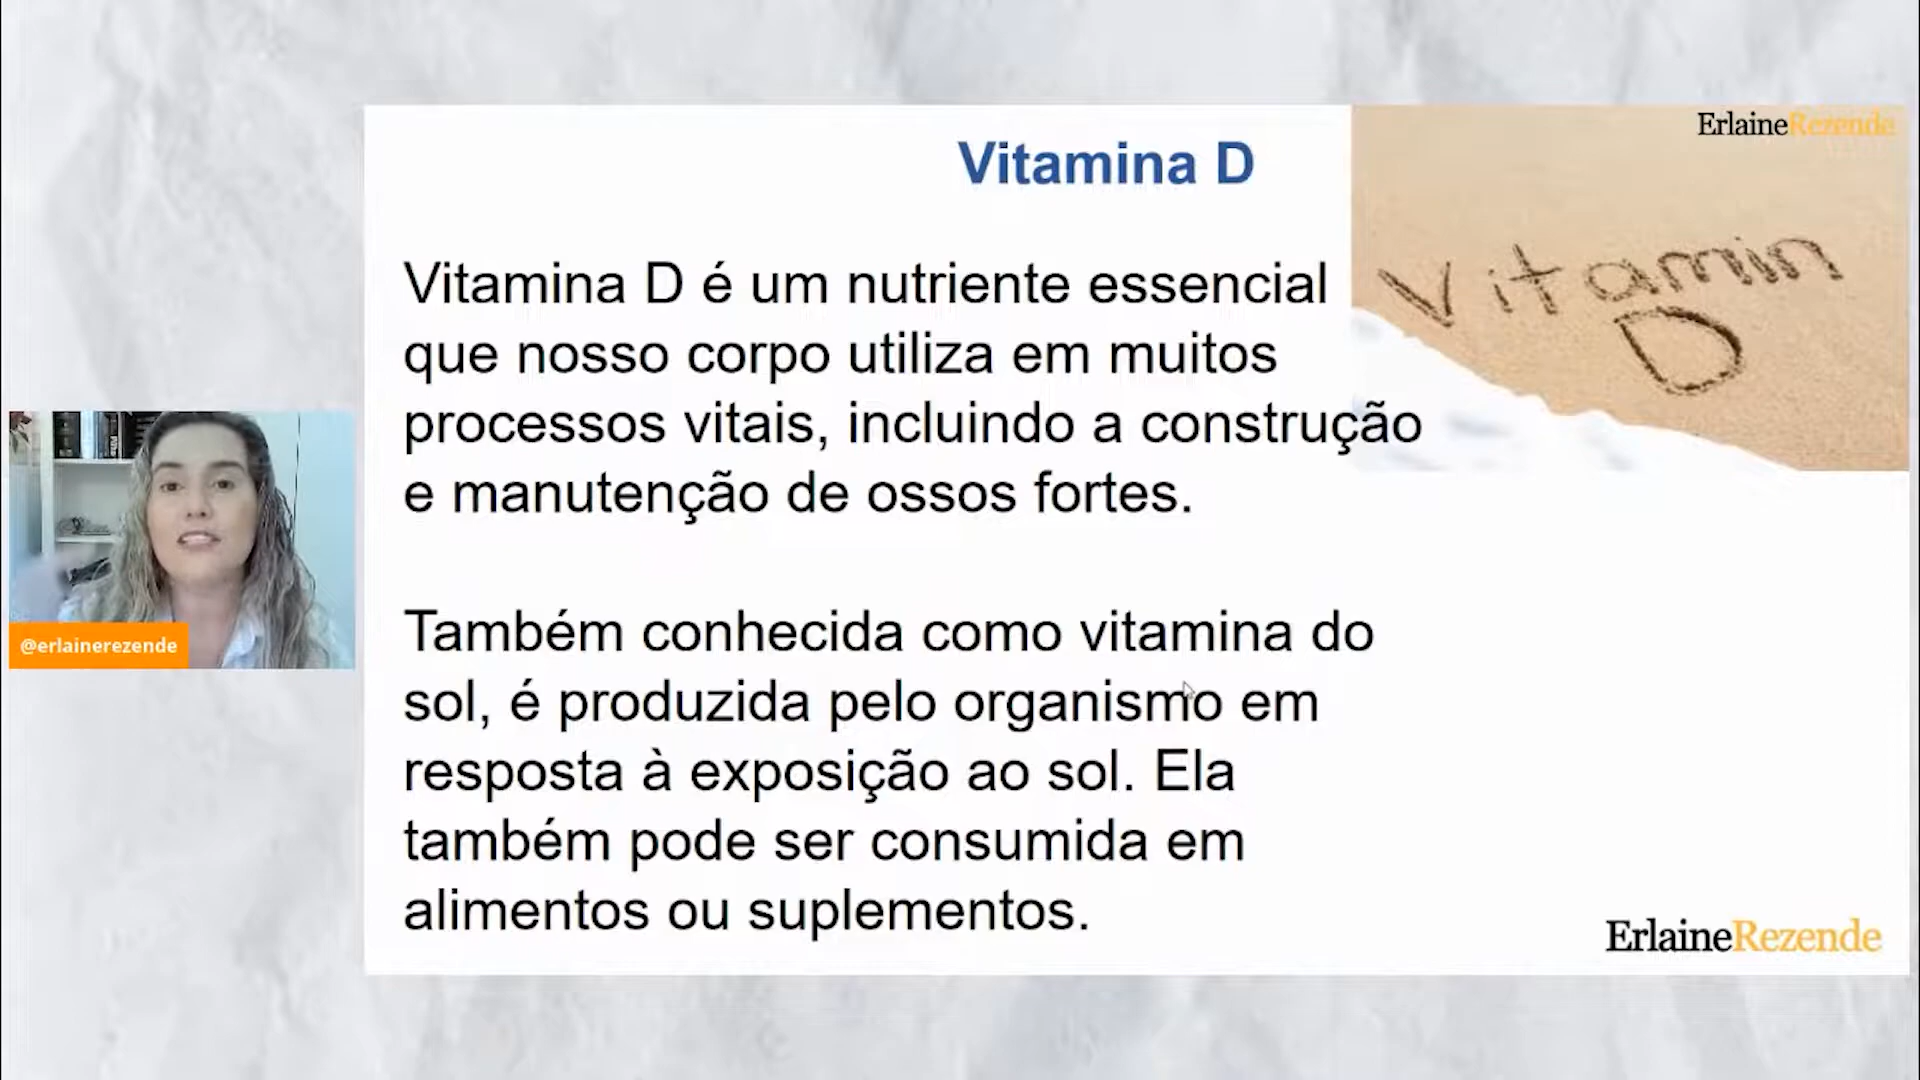 ErlaineRezende
Vitamina D
Vitamin
D
Vitamina D é um nutriente essencial
que nosso corpo utiliza em muitos
processos vitais, incluindo a construção
e manutenção de ossos fortes.
Também conhecida como vitamina do
sol, é produzida pelo organismo em
resposta à exposição ao sol. Ela
também pode ser consumida em
alimentos ou suplementos.
@erlainerezende
ErlaineRezende